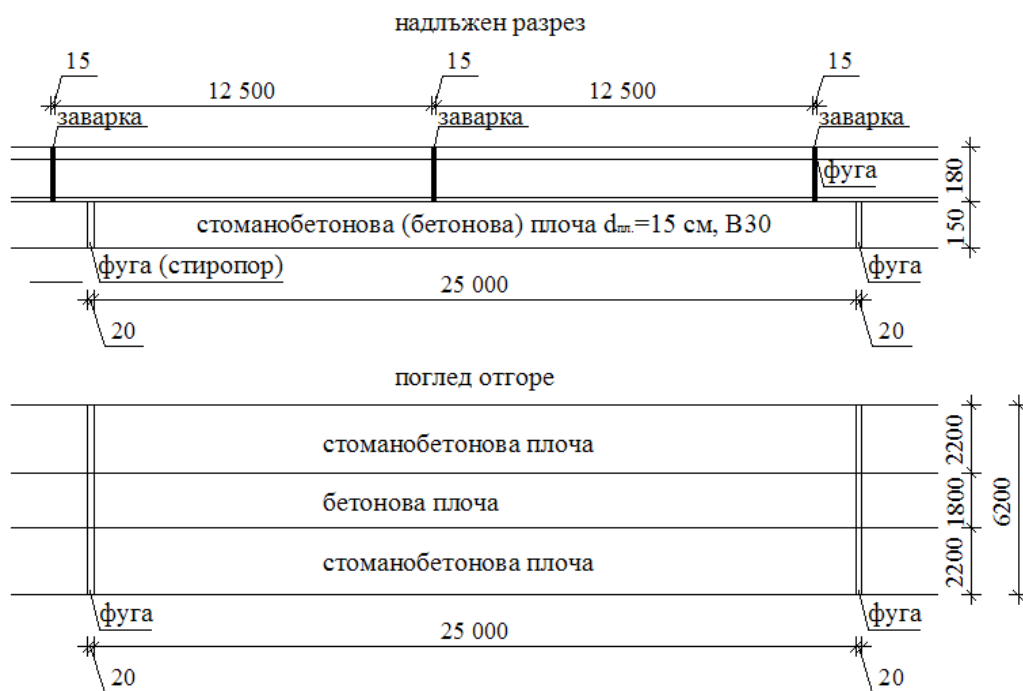 надлъжен разрез
15 15 15
12 500 12 500
заварка заварка заварка
фуга
180
стоманобетонова (бетонова) плоча dпл.=15 см, B30
150
фуга (стиропор) фуга
25 000
20 20
поглед отгоре
стоманобетонова плоча
2200
бетонова плоча
1800
6200
стоманобетонова плоча
2200
фуга фуга
25 000
20 20